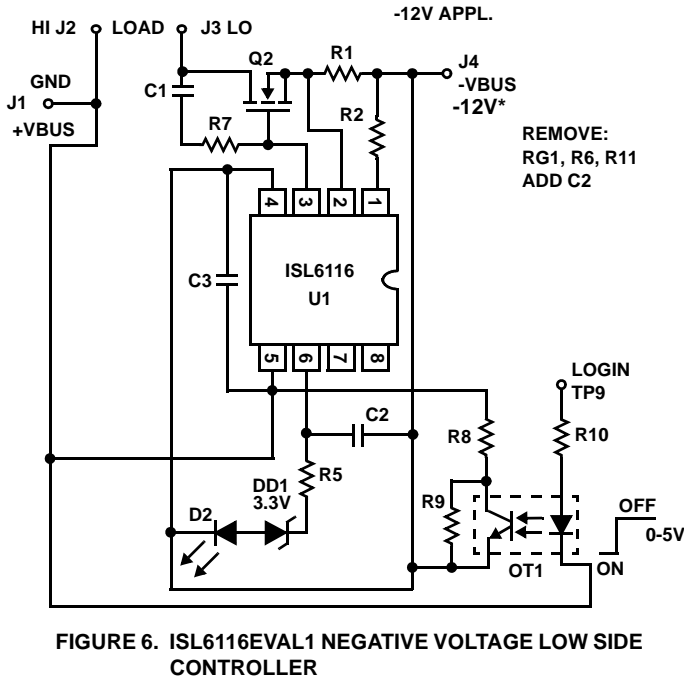 -12V APPL.
HI J2
LOAD
J3 LO
Q2
R1
J4
-VBUS
-12V*
GND
J1
+VBUS
C1
R7
R2
REMOVE:
RG1, R6, R11
ADD C2
4
3
2
1
C3
ISL6116
U1
5
6
7
8
LOGIN
TP9
C2
R8
R10
R5
DD1
3.3V
D2
R9
OFF
0-5V
OT1
ON
FIGURE 6. ISL6116EVAL1 NEGATIVE VOLTAGE LOW SIDE
CONTROLLER